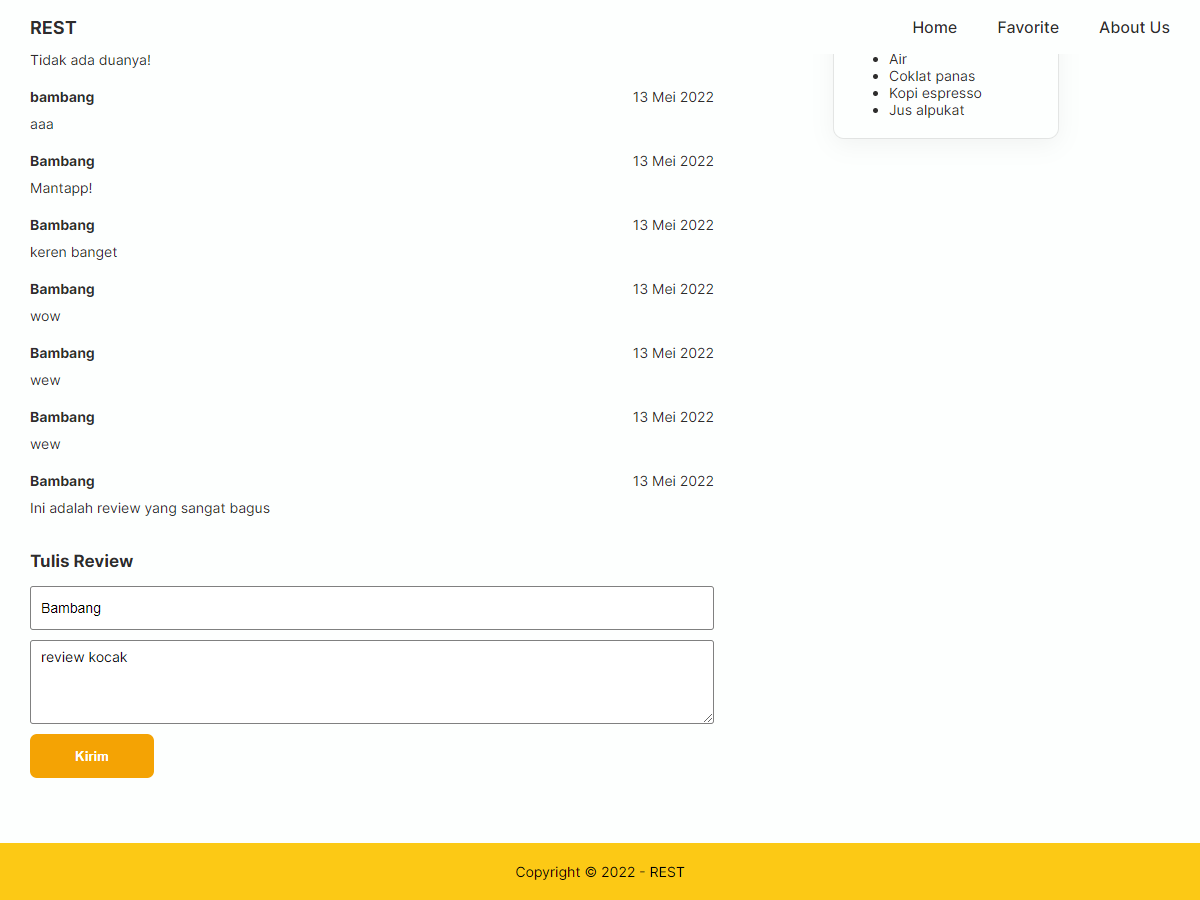 REST
Home Favorite About Us
Tidak ada duanya!
bambang 13 Mei 2022
aaa
Bambang 13 Mei 2022
Mantapp!
Bambang 13 Mei 2022
keren banget
Bambang 13 Mei 2022
wow
Bambang 13 Mei 2022
wew
Bambang 13 Mei 2022
wew
Bambang 13 Mei 2022
Ini adalah review yang sangat bagus
Tulis Review
Bambang
review kocak
Kirim
Air
Coklat panas
Kopi espresso
Jus alpukat
Copyright © 2022 - REST